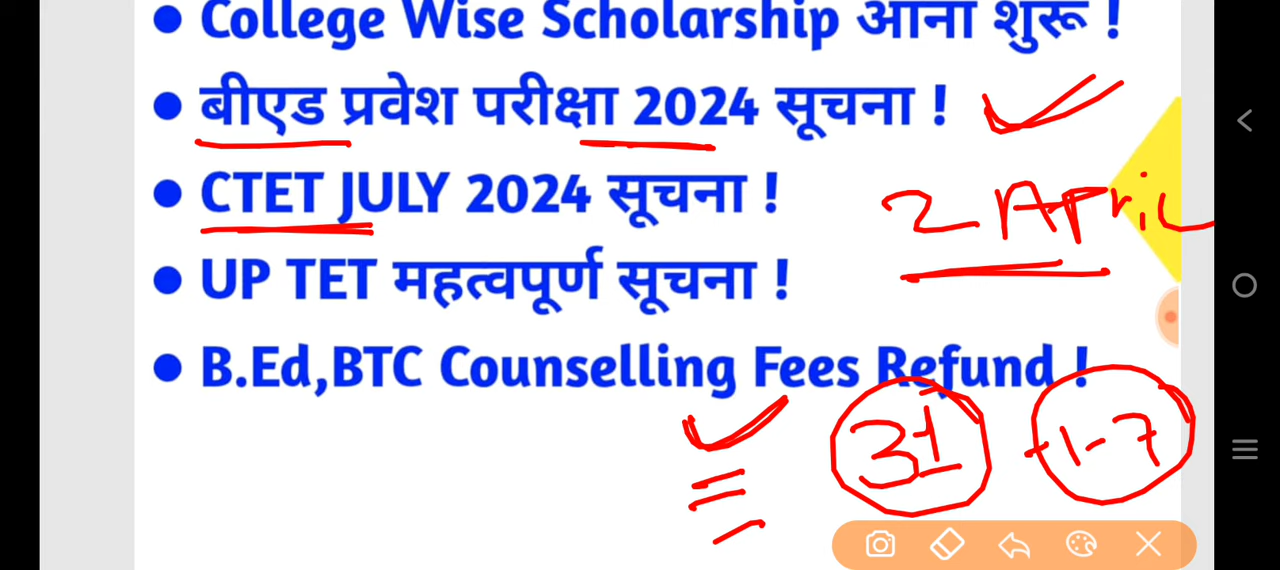 • College Wise Scholarship आना शुरू !
• बीएड प्रवेश परीक्षा 2024 सूचना !
• CTET JULY 2024 सूचना !
2 April
• UP TET महत्वपूर्ण सूचना !
• B.Ed,BTC Counselling Fees Refund !
31
1-7